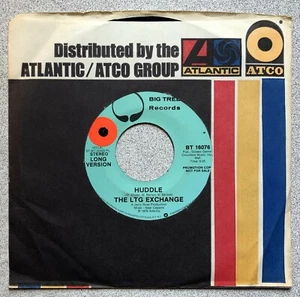 Distributed by the
ATLANTIC/ATCO GROUP
ATLANTIC
ATCO
BIG TREE
Records
STEREO
LONG
VERSION
BT 16076
PROMOTION COPY
NOT FOR SALE
HUDDLE
THE LTG EXCHANGE